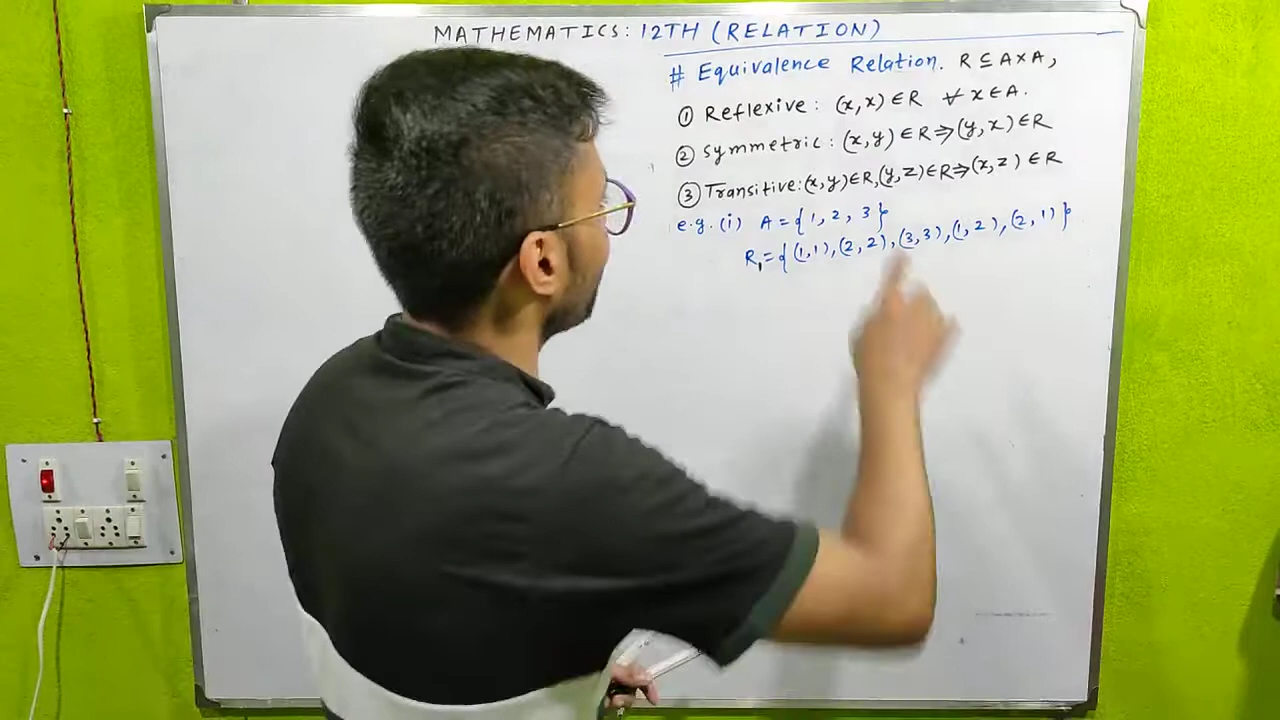 MATHEMATICS: 12TH (RELATION)
# Equivalence Relation. R ⊆ A×A,
① Reflexive: (x,x) ∈ R ∀ x ∈ A.
② Symmetric: (x,y) ∈ R ⇒ (y,x) ∈ R
③ Transitive: (x,y) ∈ R, (y,z) ∈ R ⇒ (x,z) ∈ R
e.g. (i) A = {1, 2, 3}
R₁ = {(1,1), (2,2), (3,3), (1,2), (2,1)}